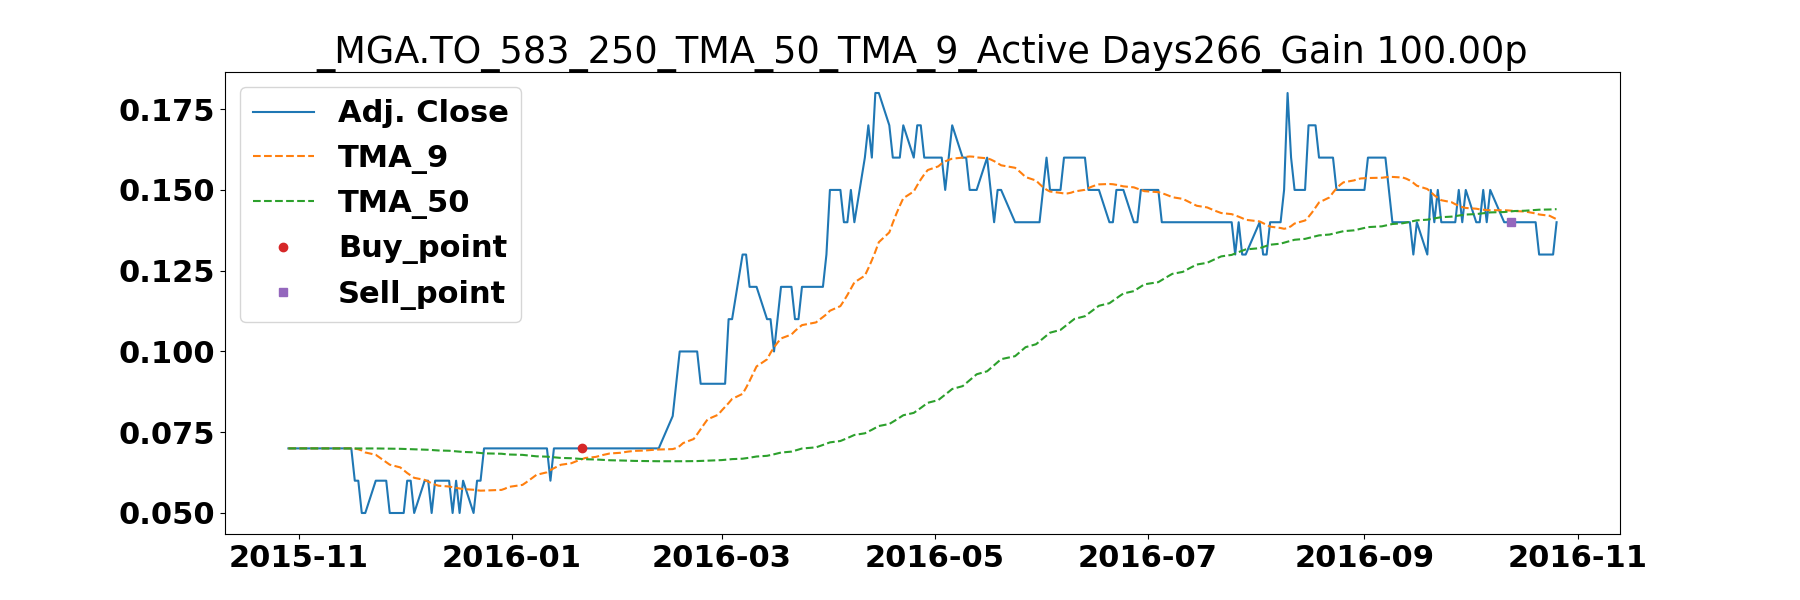 _MGA.TO_583_250_TMA_50_TMA_9_Active Days266_Gain 100.00p
Adj. Close
TMA_9
TMA_50
Buy_point
Sell_point
0.175
0.150
0.125
0.100
0.075
0.050
2015-11 2016-01 2016-03 2016-05 2016-07 2016-09 2016-11